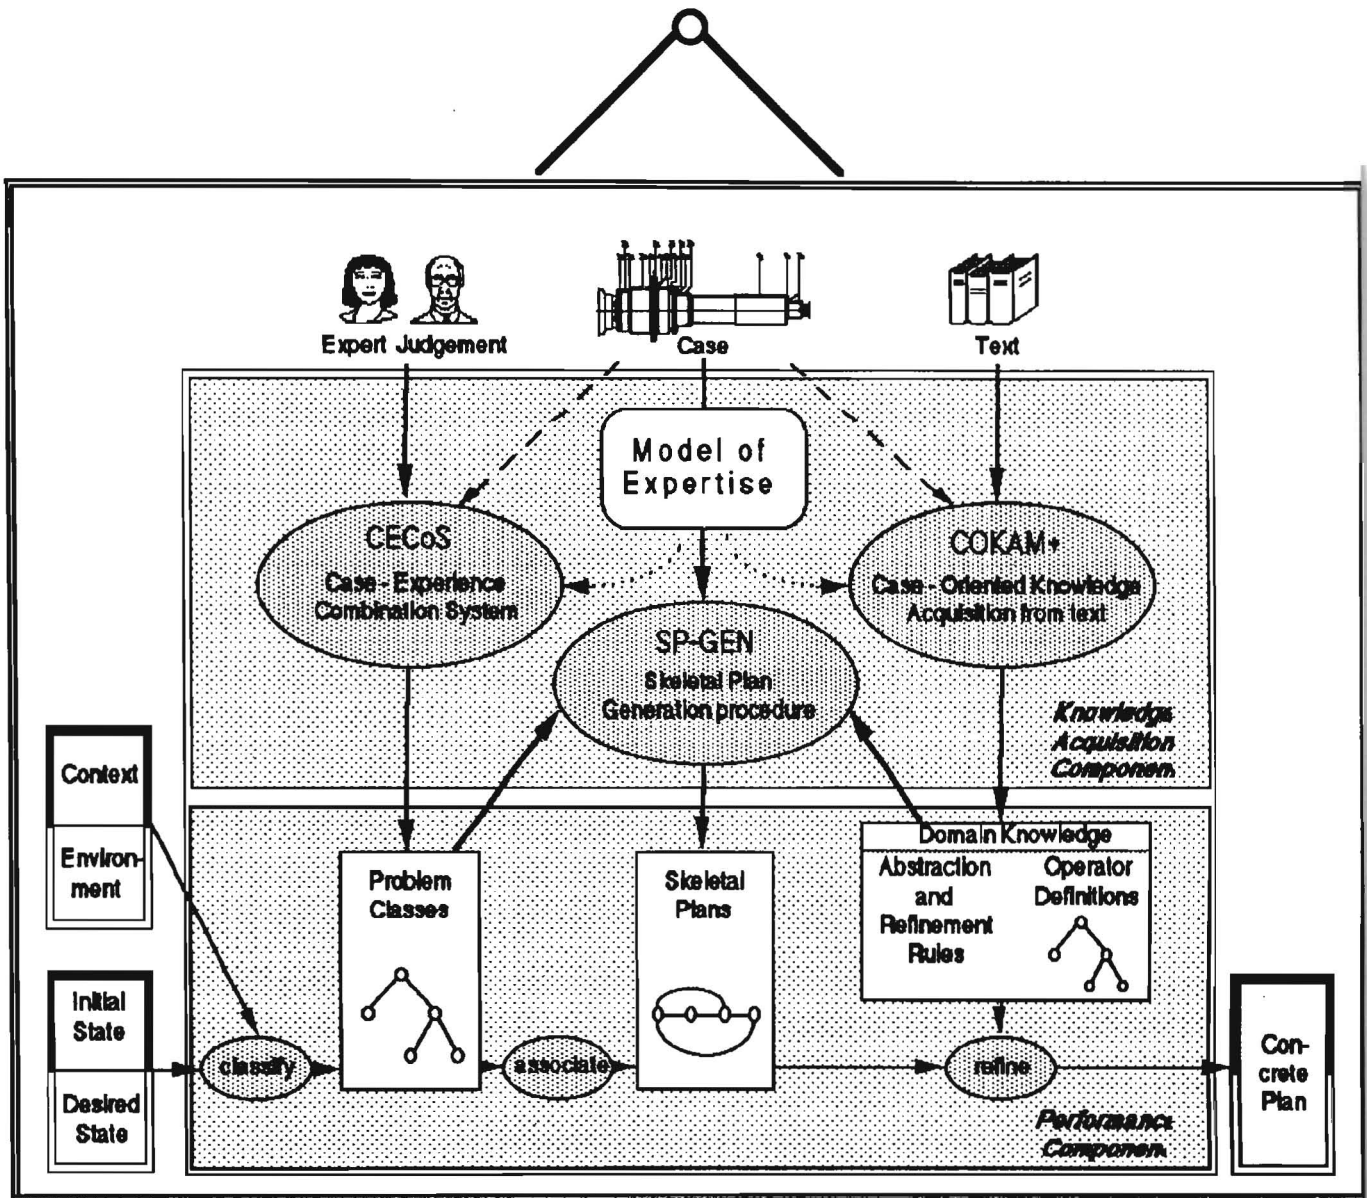 Expert Judgement
Case
Text
Model of
Expertise
CECoS
Case - Experience
Combination System
COKAM+
Case - Oriented Knowledge
Acquisition from text
SP-GEN
Skeletal Plan
Generation procedure
Knowledge
Acquisition
Component
Context
Environ-
ment
Initial
State
Desired
State
classify
Problem
Classes
associate
Skeletal
Plans
Domain Knowledge
Abstraction
and
Refinement
Rules
Operator
Definitions
refine
Performance
Component
Con-
crete
Plan